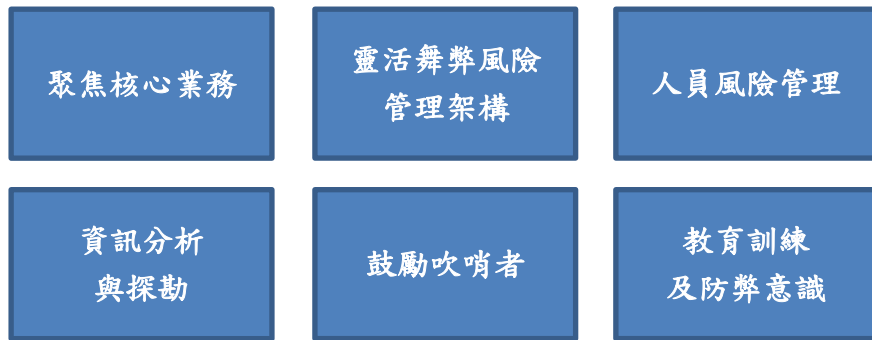 聚焦核心業務
靈活舞弊風險
管理架構
人員風險管理
資訊分析
與探勘
鼓勵吹哨者
教育訓練
及防弊意識